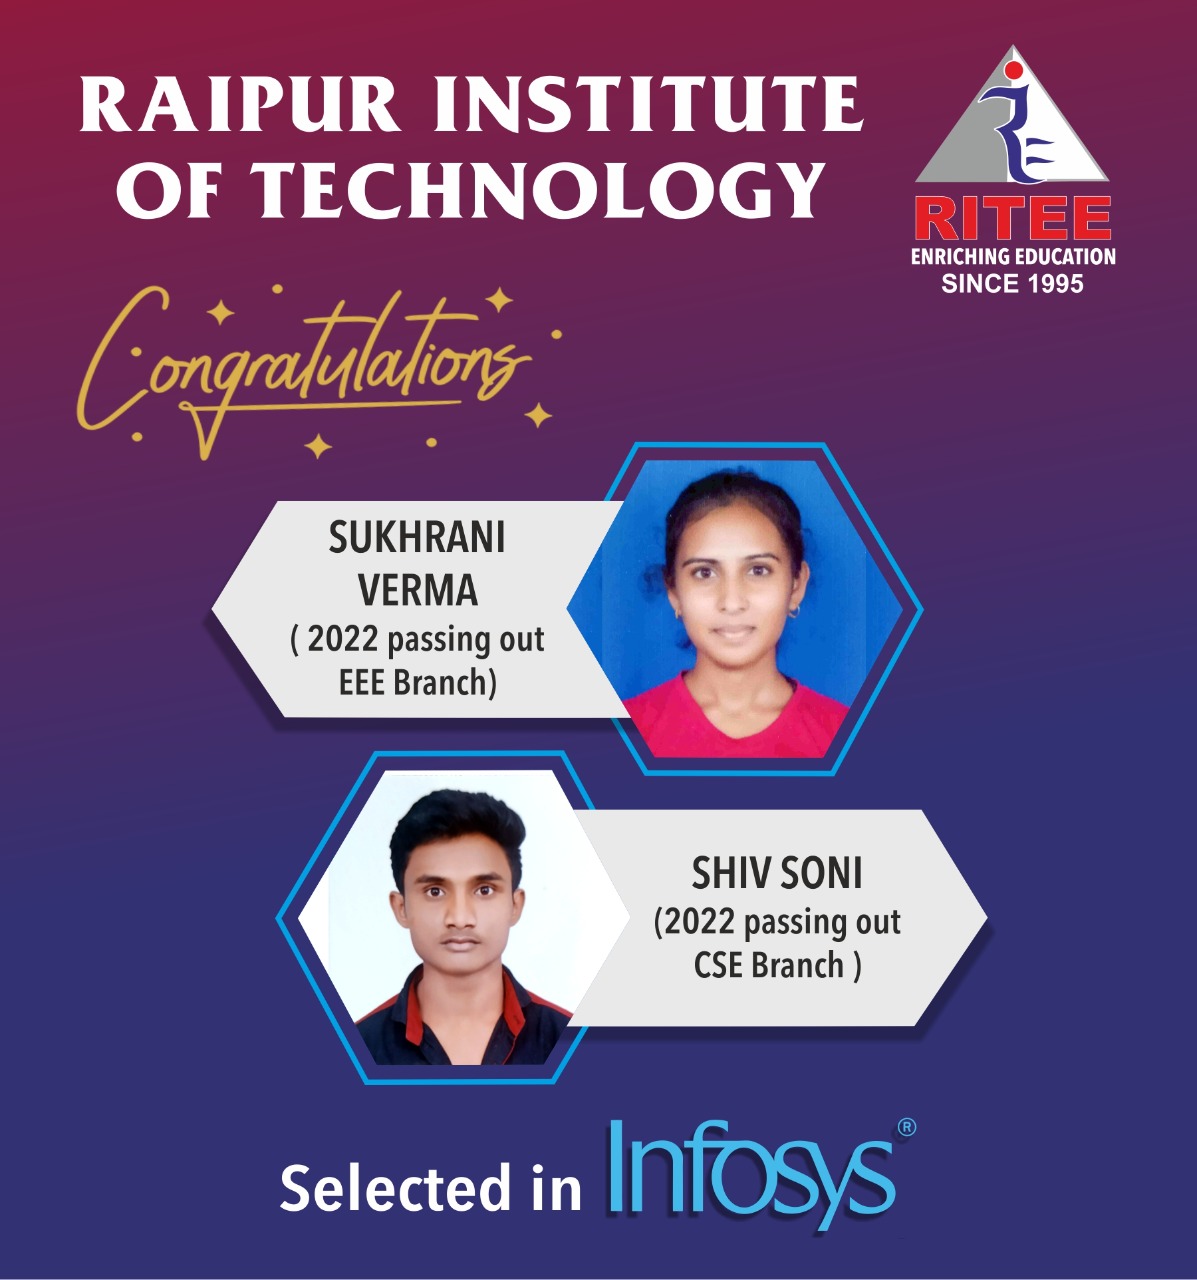 RAIPUR INSTITUTE
OF TECHNOLOGY
RITEE
ENRICHING EDUCATION
SINCE 1995
Congratulations
SUKHRANI
VERMA
( 2022 passing out
EEE Branch)
SHIV SONI
(2022 passing out
CSE Branch )
Selected in Infosys®